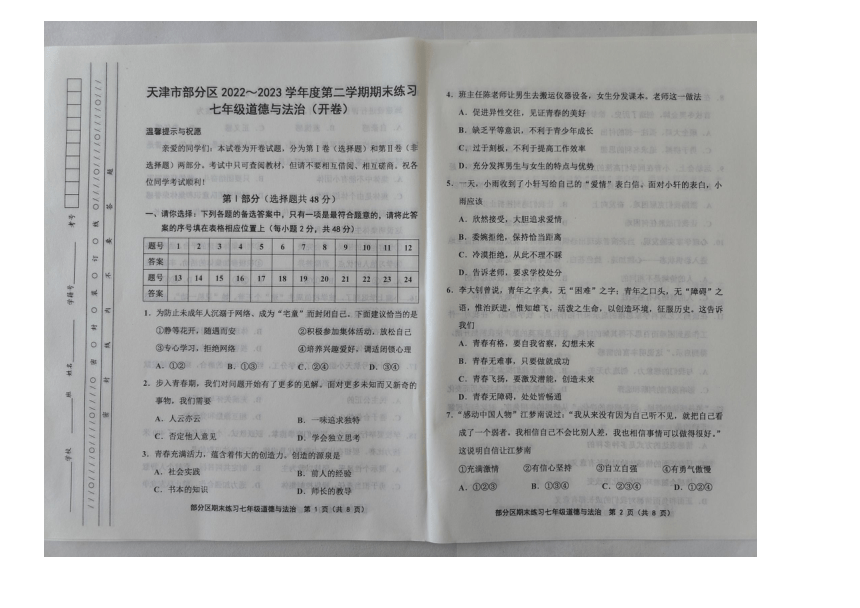 天津市部分区 2022～2023 学年度第二学期期末练习
七年级道德与法治（开卷）
温馨提示与祝愿
亲爱的同学们：本试卷为开卷试题，分为第Ⅰ卷（选择题）和第Ⅱ卷（非
选择题）两部分。考试中只可查阅教材，但请不要相互借阅、相互磋商。祝各
位同学考试顺利！
第Ⅰ部分（选择题共 48 分）
一、请你选择：下列各题的备选答案中，只有一项是最符合题意的，请将此答
案的序号填在表格相应位置上（每小题 2 分，共 48 分）
题号 1 2 3 4 5 6 7 8 9 10 11 12
答案
题号 13 14 15 16 17 18 19 20 21 22 23 24
答案
1．为防止未成年人沉溺于网络、成为“宅童”而封闭自己，下面建议恰当的是
①静等花开，随遇而安 ②积极参加集体活动，放松自己
③专心学习，拒绝网络 ④培养兴趣爱好，调适闭锁心理
A．①② B．①③ C．②④ D．③④
2．步入青春期，我们对问题开始有了更多的见解。面对更多未知而又新奇的
事物，我们需要
A．人云亦云 B．一味追求独特
C．否定他人意见 D．学会独立思考
3．青春充满活力，蕴含着伟大的创造力。创造的源泉是
A．社会实践 B．前人的经验
C．书本的知识 D．师长的教导
部分区期末练习七年级道德与法治 第 1 页（共 8 页）
4．班主任陈老师让男生去搬运仪器设备，女生分发课本。老师这一做法
A．促进异性交往，见证青春的美好
B．缺乏平等意识，不利于青少年成长
C．过于刻板，不利于提高工作效率
D．充分发挥男生与女生的特点与优势
5．一天，小雨收到了小轩写给自己的“爱情”表白信。面对小轩的表白，小
雨应该
A．欣然接受，大胆追求爱情
B．委婉拒绝，保持恰当距离
C．冷漠拒绝，从此不理不睬
D．告诉老师，要求学校处分
6．李大钊曾说，青年之字典，无“困难”之字；青年之口头，无“障碍”之
语，惟治跃进，惟知雄飞，活泼之生命，以创造环境，征服历史。这告诉
我们
A．青春有格，要自我省察，幻想未来
B．青春无难事，只要做就成功
C．青春飞扬，要激发潜能，创造未来
D．青春无障碍，处处皆畅通
7．“感动中国人物”江梦南说过：“我从来没有因为自己听不见，就把自己看
成了一个弱者。我相信自己不会比别人差，我也相信事情可以做得很好。”
这说明自信让江梦南
①充满激情 ②有信心坚持 ③自立自强 ④有勇气傲慢
A．①②③ B．①③④ C．②③④ D．①②④
部分区期末练习七年级道德与法治 第 2 页（共 8 页）
学校
班
姓名
学籍号
考号
密
封
装
订
线
密
封
线
内
不
要
答
题